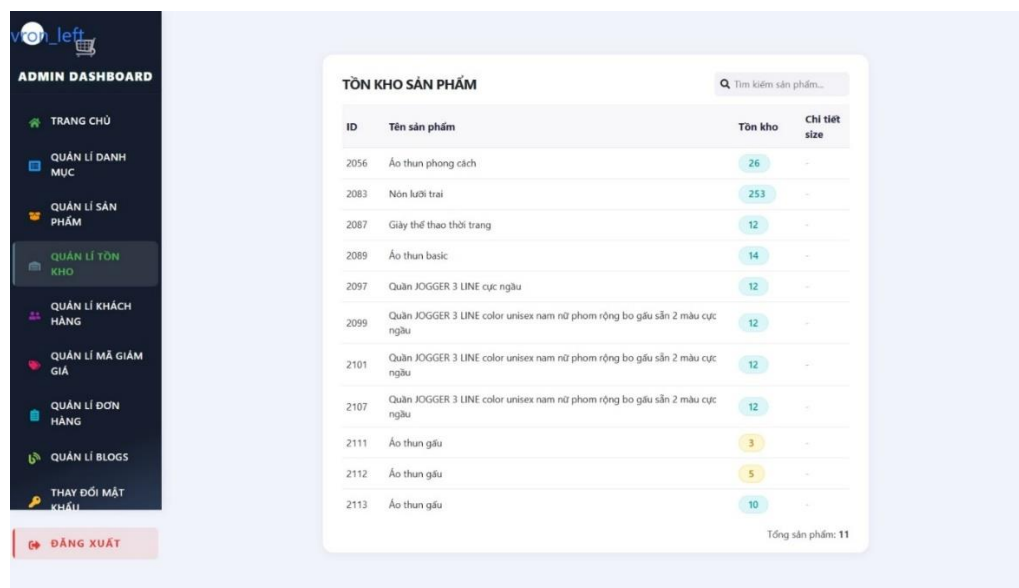 vron_left
ADMIN DASHBOARD
TRANG CHỦ
QUẢN LÍ DANH
MỤC
QUẢN LÍ SẢN
PHẨM
QUẢN LÍ TỒN
KHO
QUẢN LÍ KHÁCH
HÀNG
QUẢN LÍ MÃ GIẢM
GIÁ
QUẢN LÍ ĐƠN
HÀNG
QUẢN LÍ BLOGS
THAY ĐỔI MẬT
KHẨU
ĐĂNG XUẤT
TỒN KHO SẢN PHẨM
Tìm kiếm sản phẩm...
ID Tên sản phẩm Tồn kho Chi tiết
size
2056 Áo thun phong cách 26 -
2083 Nón lưỡi trai 253 -
2087 Giày thể thao thời trang 12 -
2089 Áo thun basic 14 -
2097 Quần JOGGER 3 LINE cực ngầu 12 -
2099 Quần JOGGER 3 LINE color unisex nam nữ phom rộng bo gấu sẵn 2 màu cực 12 -
ngầu
2101 Quần JOGGER 3 LINE color unisex nam nữ phom rộng bo gấu sẵn 2 màu cực 12 -
ngầu
2107 Quần JOGGER 3 LINE color unisex nam nữ phom rộng bo gấu sẵn 2 màu cực 12 -
ngầu
2111 Áo thun gấu 3 -
2112 Áo thun gấu 5 -
2113 Áo thun gấu 10 -
Tổng sản phẩm: 11